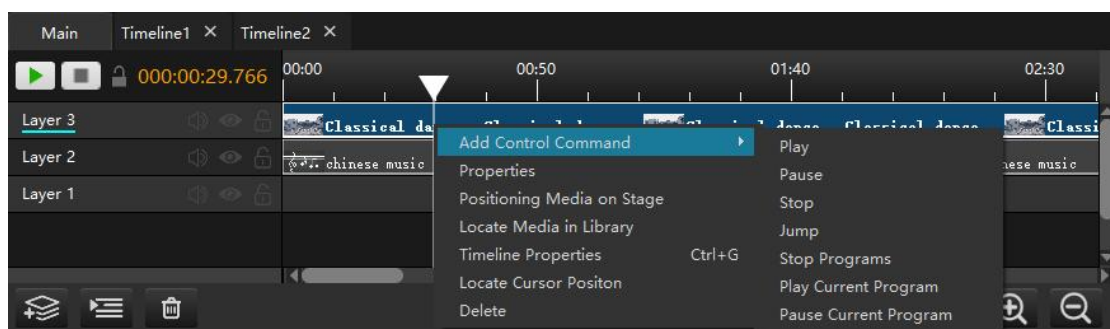 Main Timeline1 Timeline2
000:00:29.766 00:00 00:50 01:40 02:30
Layer 3 Classical da Classi
Add Control Command
Layer 2 chinese music
Properties
Positioning Media on Stage
Layer 1
Locate Media in Library
Timeline Properties Ctrl+G
Locate Cursor Positon
Delete
Play
Pause
Stop
Jump
Stop Programs
Play Current Program
Pause Current Program
music